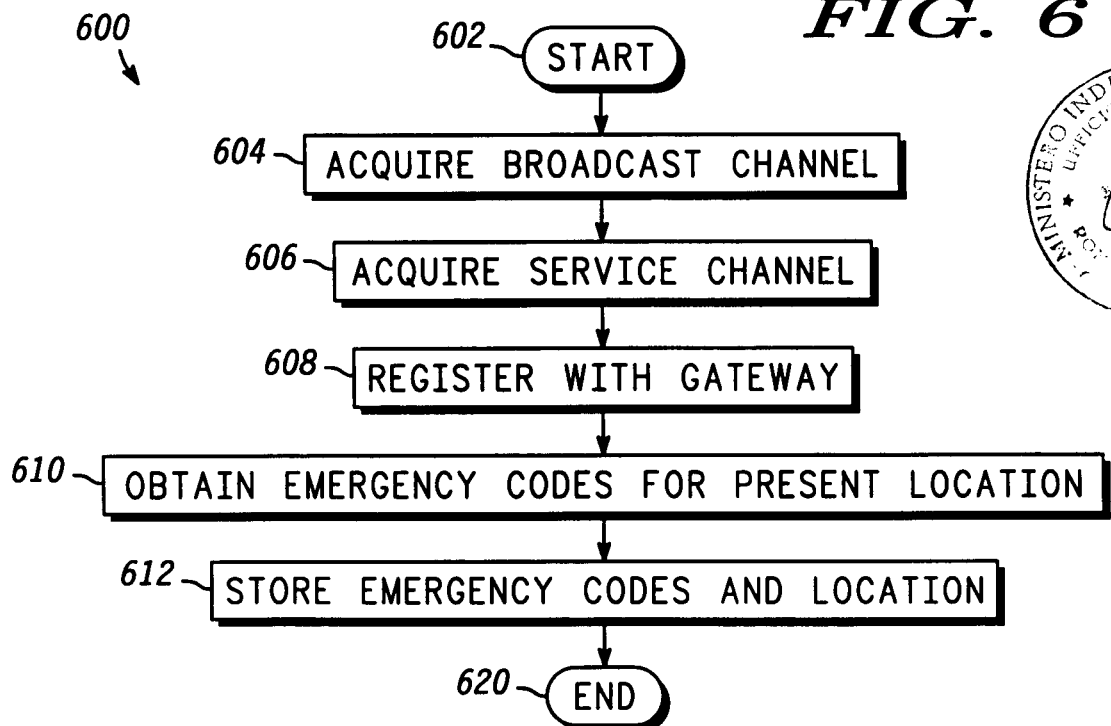 FIG. 6
600
602
START
604
ACQUIRE BROADCAST CHANNEL
606
ACQUIRE SERVICE CHANNEL
608
REGISTER WITH GATEWAY
610
OBTAIN EMERGENCY CODES FOR PRESENT LOCATION
612
STORE EMERGENCY CODES AND LOCATION
620
END
MINISTERO